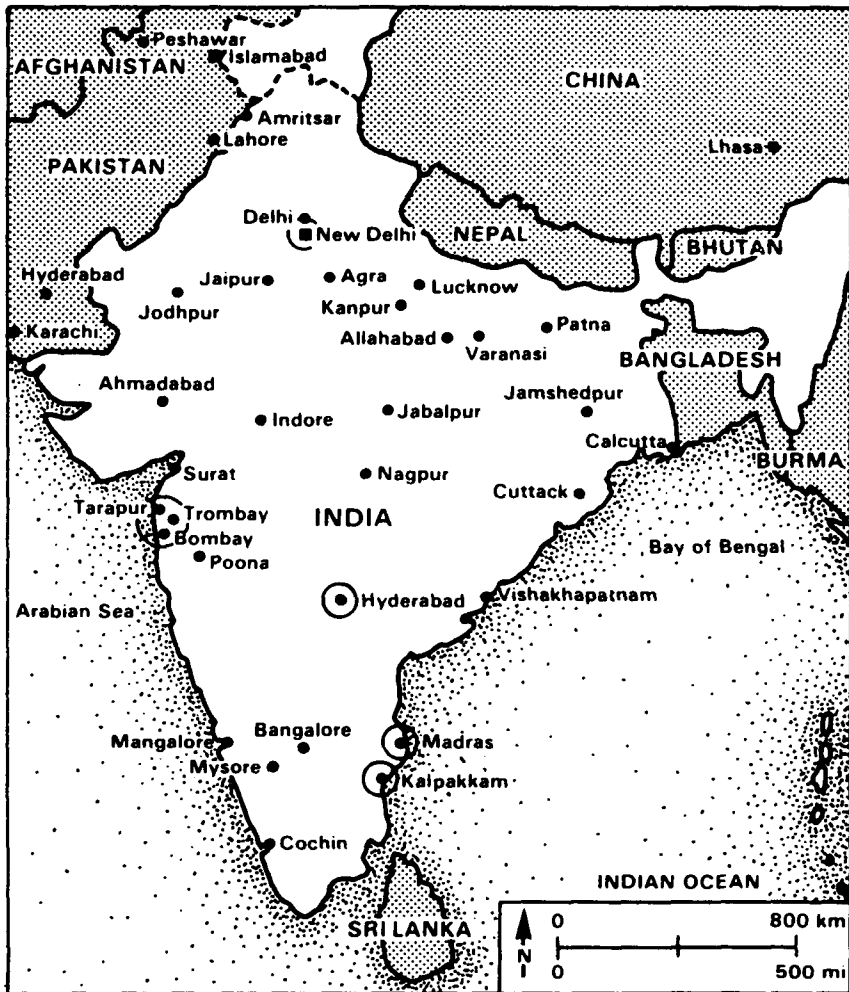 Peshawar
Islamabad
AFGHANISTAN
CHINA
Amritsar
Lahore
Lhasa
PAKISTAN
Delhi
New Delhi
NEPAL
BHUTAN
Hyderabad
Jaipur
Agra
Lucknow
Jodhpur
Kanpur
Karachi
Allahabad
Varanasi
Patna
BANGLADESH
Ahmadabad
Jamshedpur
Indore
Jabalpur
Calcutta
BURMA
Surat
Nagpur
Cuttack
Tarapur
Trombay
INDIA
Bombay
Bay of Bengal
Poona
Arabian Sea
Hyderabad
Vishakhapatnam
Mangalore
Bangalore
Madras
Mysore
Kalpakkam
Cochin
INDIAN OCEAN
SRI LANKA
0 800 km
N
0 500 mi